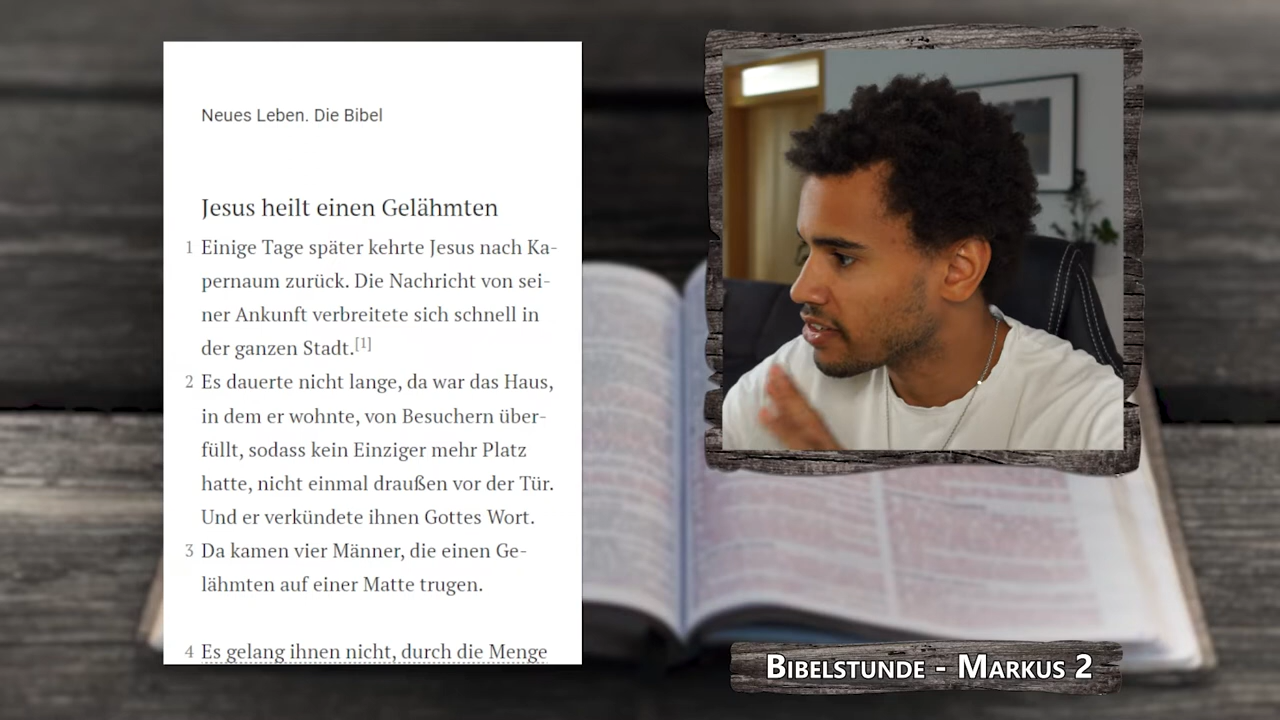 Neues Leben. Die Bibel
Jesus heilt einen Gelähmten
1 Einige Tage später kehrte Jesus nach Ka-
pernaum zurück. Die Nachricht von sei-
ner Ankunft verbreitete sich schnell in
der ganzen Stadt.[1]
2 Es dauerte nicht lange, da war das Haus,
in dem er wohnte, von Besuchern über-
füllt, sodass kein Einziger mehr Platz
hatte, nicht einmal draußen vor der Tür.
Und er verkündete ihnen Gottes Wort.
3 Da kamen vier Männer, die einen Ge-
lähmten auf einer Matte trugen.
4 Es gelang ihnen nicht, durch die Menge
Bibelstunde - Markus 2